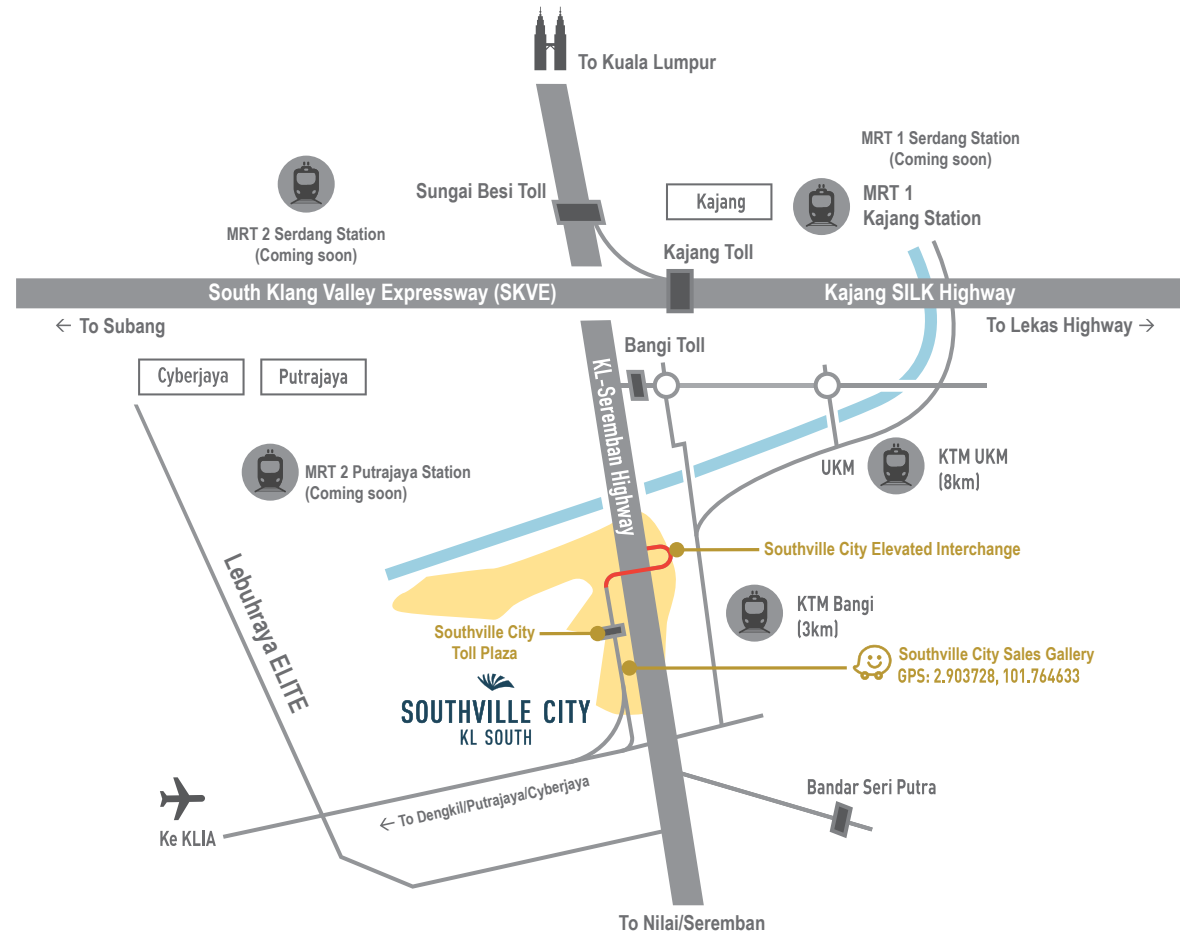 To Kuala Lumpur
MRT 1 Serdang Station
(Coming soon)
Sungai Besi Toll
Kajang
MRT 1
Kajang Station
MRT 2 Serdang Station
(Coming soon)
Kajang Toll
South Klang Valley Expressway (SKVE)
Kajang SILK Highway
← To Subang
To Lekas Highway →
Bangi Toll
Cyberjaya
Putrajaya
KL-Seremban Highway
MRT 2 Putrajaya Station
(Coming soon)
UKM
KTM UKM
(8km)
Southville City Elevated Interchange
Lebuhraya ELITE
KTM Bangi
(3km)
Southville City
Toll Plaza
Southville City Sales Gallery
GPS: 2.903728, 101.764633
SOUTHVILLE CITY
KL SOUTH
← To Dengkil/Putrajaya/Cyberjaya
Bandar Seri Putra
Ke KLIA
To Nilai/Seremban